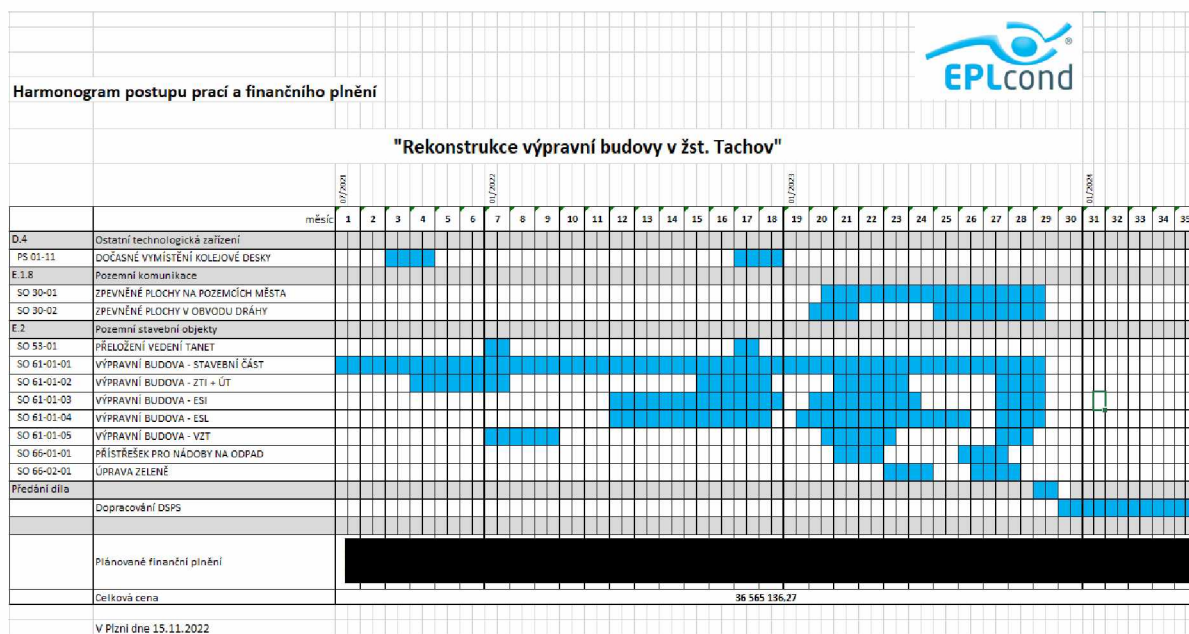 EPLcond ®
Harmonogram postupu prací a finančního plnění
"Rekonstrukce výpravní budovy v žst. Tachov"
07/2021 01/2022 01/2023 01/2024
měsíc 1 2 3 4 5 6 7 8 9 10 11 12 13 14 15 16 17 18 19 20 21 22 23 24 25 26 27 28 29 30 31 32 33 34 35
D.4 Ostatní technologická zařízení
PS 01-11 DOČASNÉ VYMÍSTĚNÍ KOLEJOVÉ DESKY
E.1.8 Pozemní komunikace
SO 30-01 ZPEVNĚNÉ PLOCHY NA POZEMCÍCH MĚSTA
SO 30-02 ZPEVNĚNÉ PLOCHY V OBVODU DRÁHY
E.2 Pozemní stavební objekty
SO 53-01 PŘELOŽENÍ VEDENÍ TANET
SO 61-01-01 VÝPRAVNÍ BUDOVA - STAVEBNÍ ČÁST
SO 61-01-02 VÝPRAVNÍ BUDOVA - ZTI + ÚT
SO 61-01-03 VÝPRAVNÍ BUDOVA - ESI
SO 61-01-04 VÝPRAVNÍ BUDOVA - ESL
SO 61-01-05 VÝPRAVNÍ BUDOVA - VZT
SO 66-01-01 PŘÍSTŘEŠEK PRO NÁDOBY NA ODPAD
SO 66-02-01 ÚPRAVA ZELENĚ
Předání díla
Dopracování DSPS
Plánované finanční plnění
Celková cena 36 565 136,27
V Plzni dne 15.11.2022